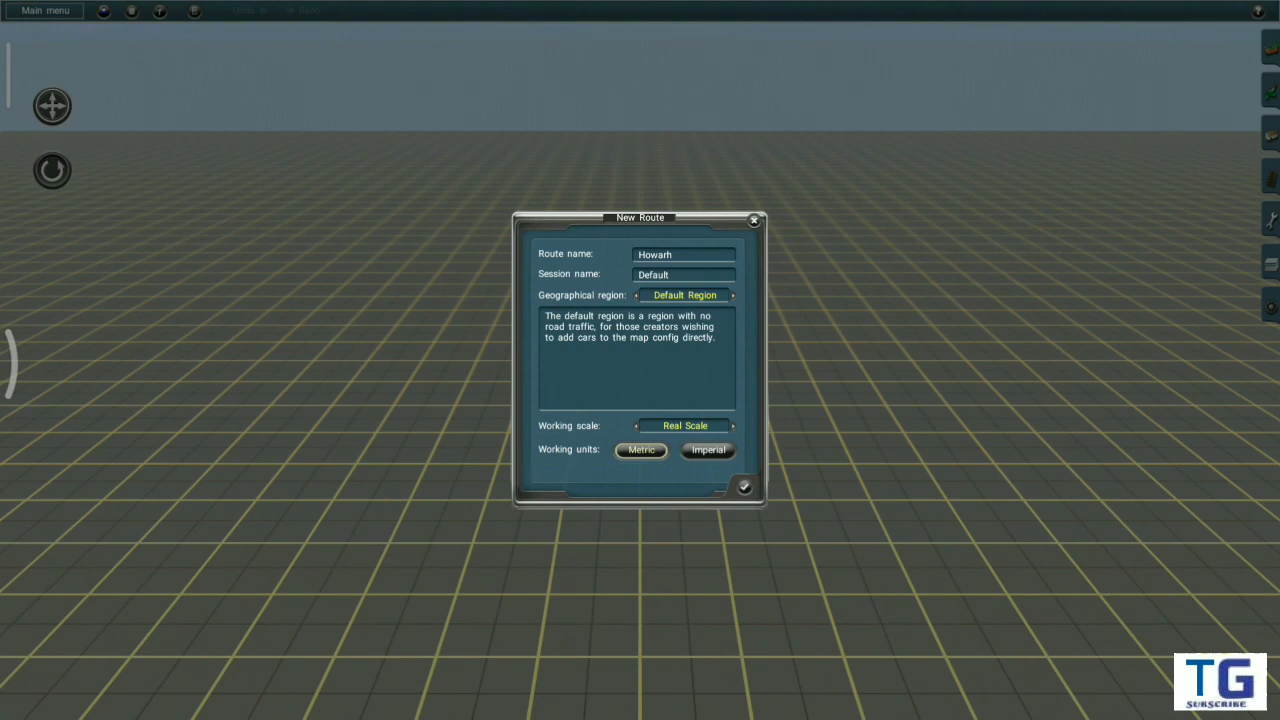 Main menu
Undo
New Route
Route name: Howarh
Session name: Default
Geographical region: Default Region
The default region is a region with no
road traffic, for those creators wishing
to add cars to the map config directly.
Working scale: Real Scale
Working units: Metric Imperial
TG
SUBSCRIBE